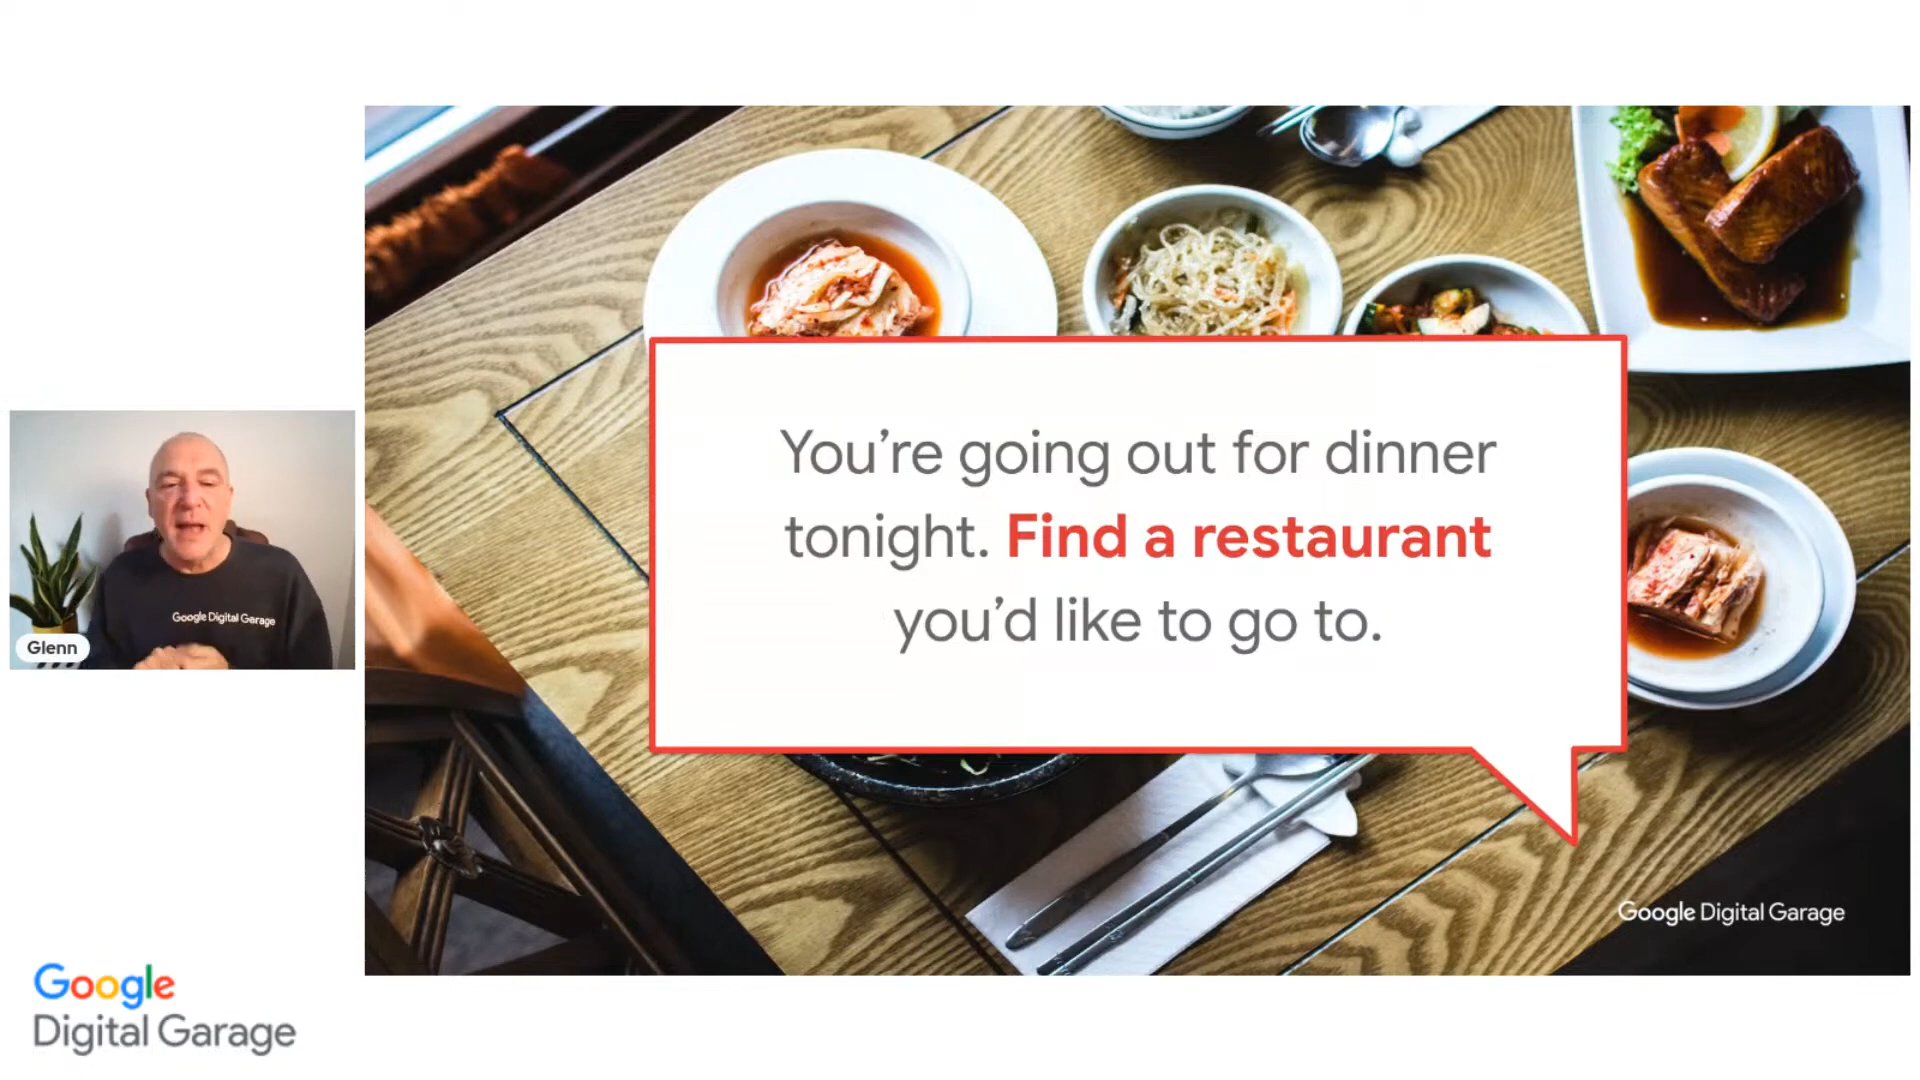 You're going out for dinner
tonight. Find a restaurant
you'd like to go to.
Google Digital Garage
Glenn
Google Digital Garage
Google
Digital Garage